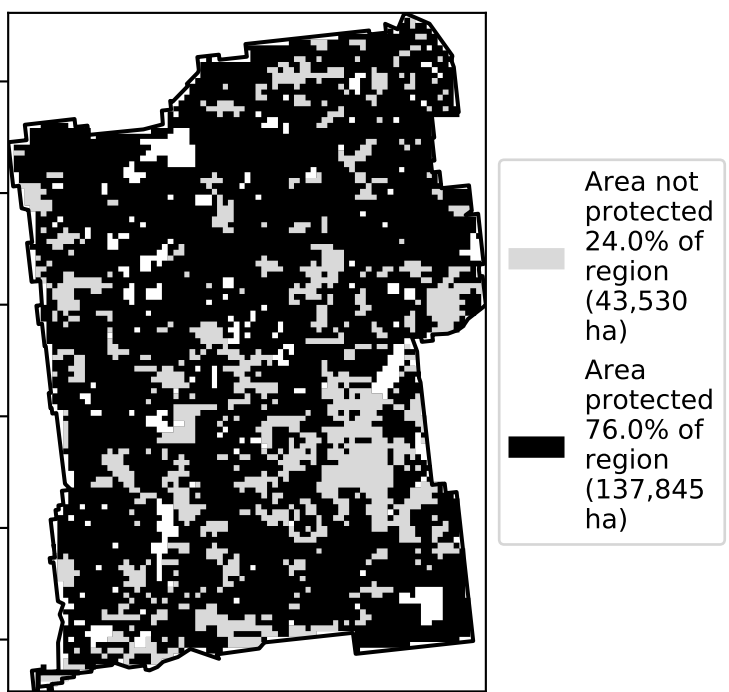 Area not
protected
24.0% of
region
(43,530
ha)
Area
protected
76.0% of
region
(137,845
ha)